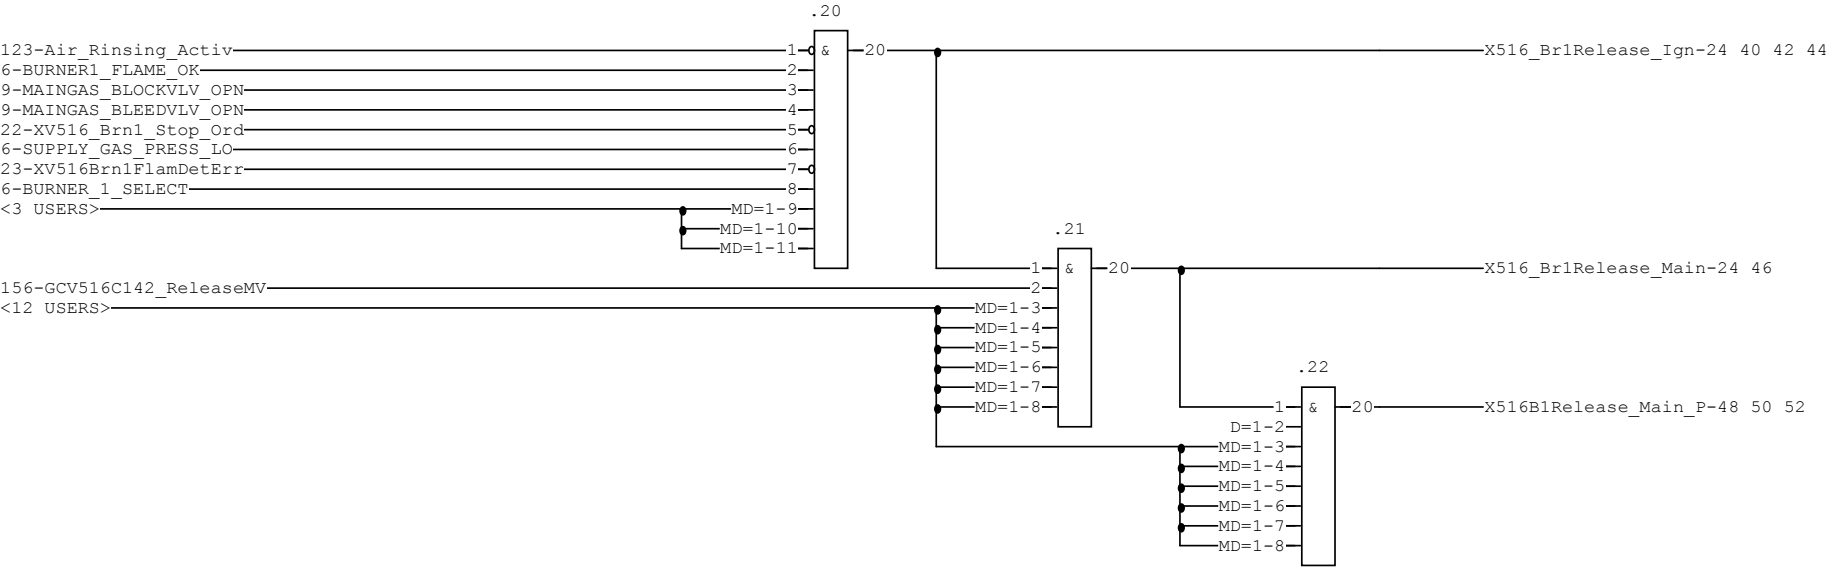 .20
123-Air_Rinsing_Activ 1 & 20 X516_Br1Release_Ign-24 40 42 44
6-BURNER1_FLAME_OK 2
9-MAINGAS_BLOCKVLV_OPN 3
9-MAINGAS_BLEEDVLV_OPN 4
22-XV516_Brn1_Stop_Ord 5
6-SUPPLY_GAS_PRESS_LO 6
23-XV516Brn1FlamDetErr 7
6-BURNER_1_SELECT 8
<3 USERS> MD=1-9
MD=1-10
.21
MD=1-11
1 & 20 X516_Br1Release_Main-24 46
156-GCV516C142_ReleaseMV 2
<12 USERS> MD=1-3
MD=1-4
MD=1-5
MD=1-6
.22
MD=1-7
MD=1-8 1 & 20 X516B1Release_Main_P-48 50 52
D=1-2
MD=1-3
MD=1-4
MD=1-5
MD=1-6
MD=1-7
MD=1-8